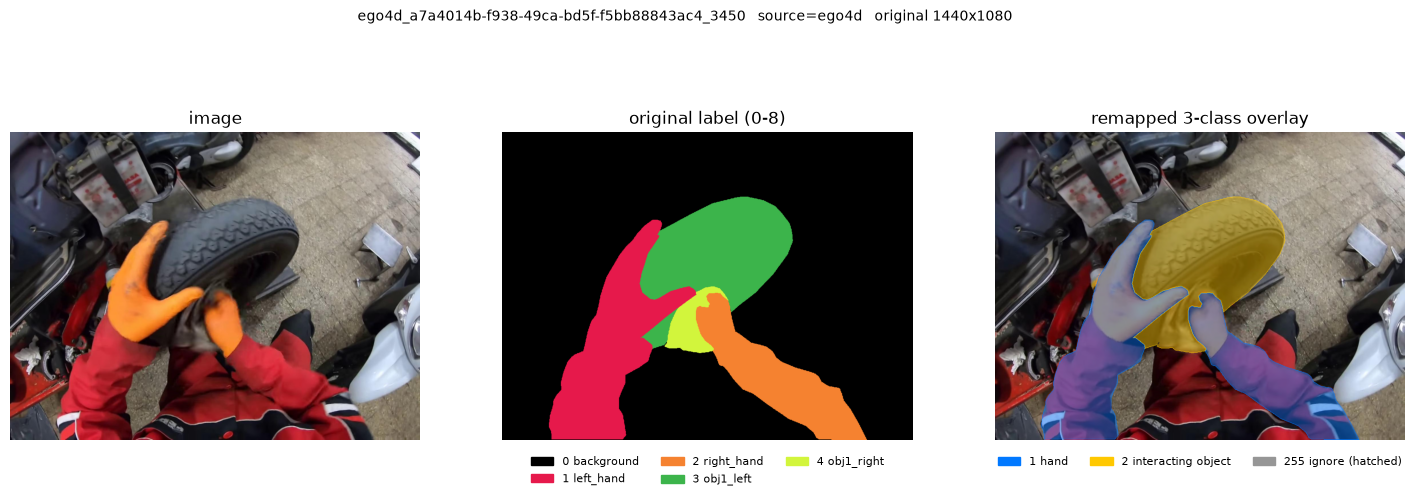 ego4d_a7a4014b-f938-49ca-bd5f-f5bb88843ac4_3450   source=ego4d   original 1440x1080
image
original label (0-8)
remapped 3-class overlay
0 background
1 left_hand
2 right_hand
3 obj1_left
4 obj1_right
1 hand
2 interacting object
255 ignore (hatched)